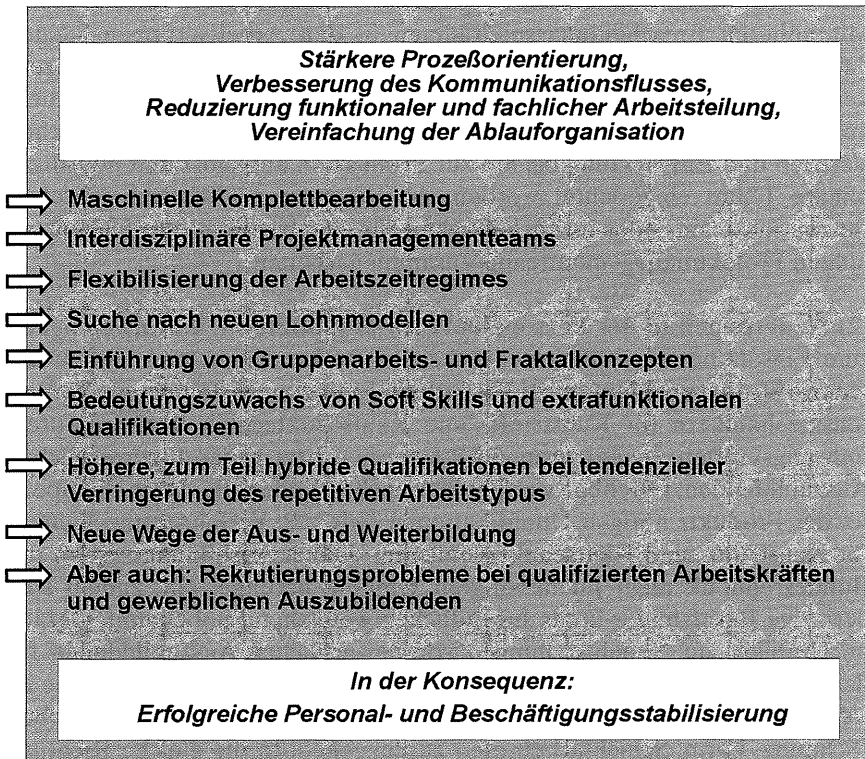 Stärkere Prozeßorientierung,
Verbesserung des Kommunikationsflusses,
Reduzierung funktionaler und fachlicher Arbeitsteilung,
Vereinfachung der Ablauforganisation
Maschinelle Komplettbearbeitung
Interdisziplinäre Projektmanagementteams
Flexibilisierung der Arbeitszeitregimes
Suche nach neuen Lohnmodellen
Einführung von Gruppenarbeits- und Fraktalkonzepten
Bedeutungszuwachs von Soft Skills und extrafunktionalen
Qualifikationen
Höhere, zum Teil hybride Qualifikationen bei tendenzieller
Verringerung des repetitiven Arbeitstypus
Neue Wege der Aus- und Weiterbildung
Aber auch: Rekrutierungsprobleme bei qualifizierten Arbeitskräften
und gewerblichen Auszubildenden
In der Konsequenz:
Erfolgreiche Personal- und Beschäftigungsstabilisierung